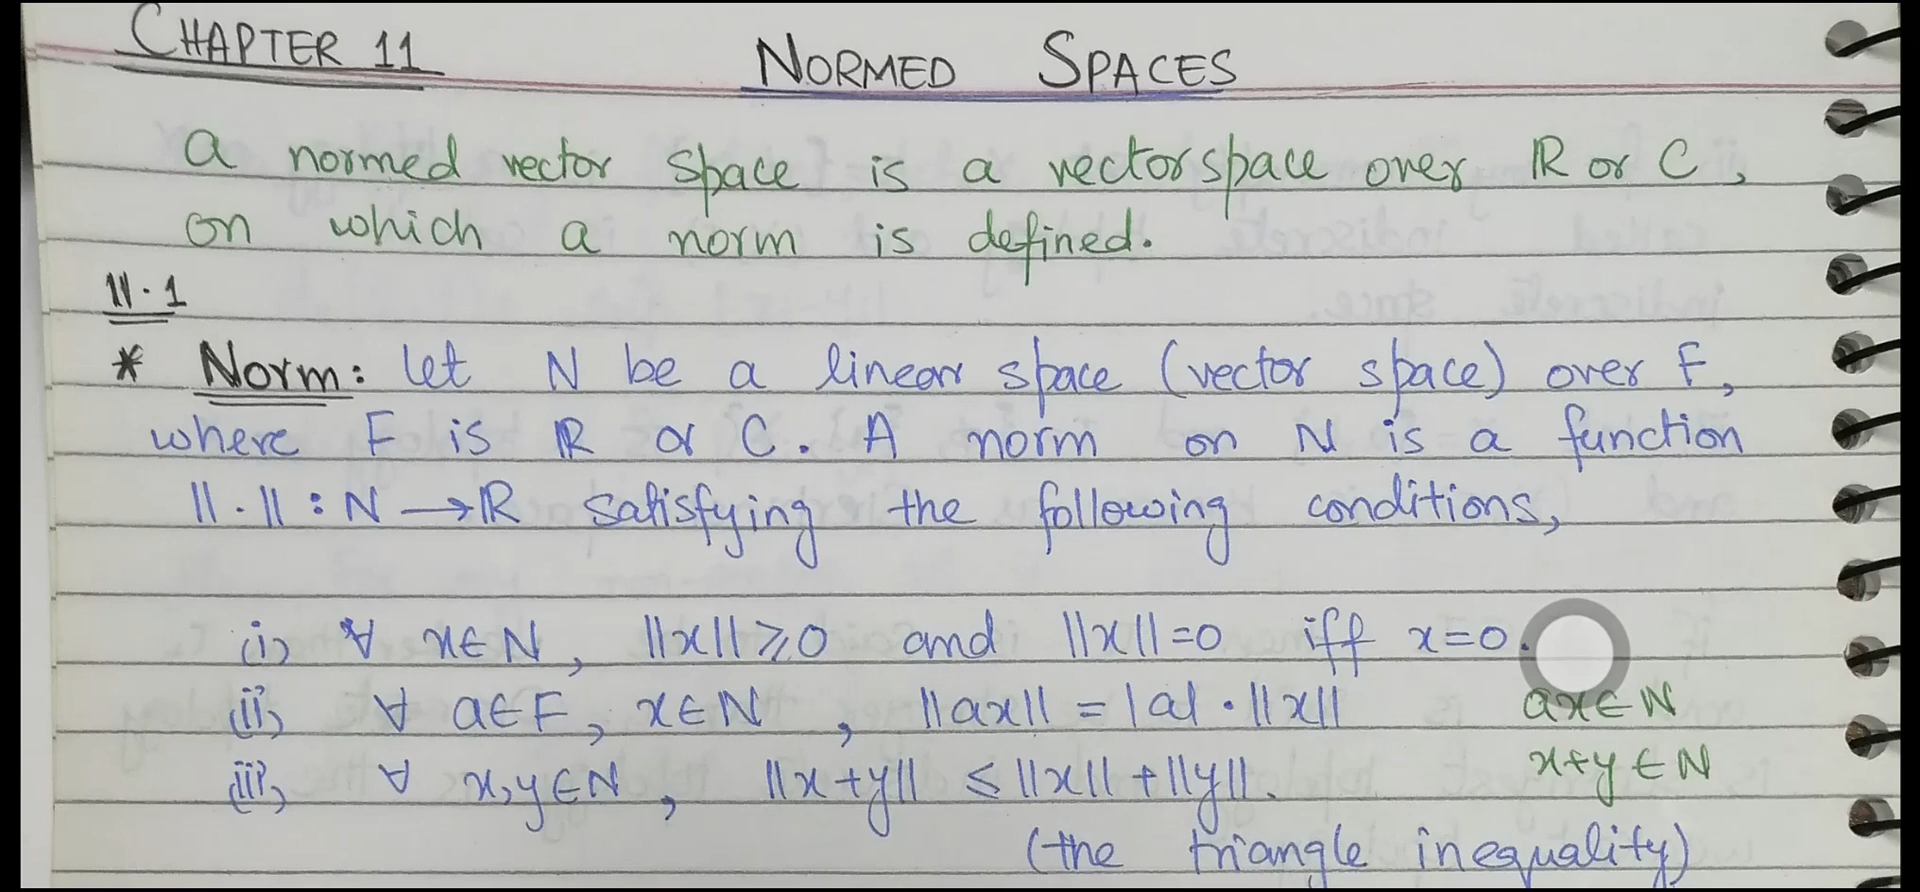 CHAPTER 11
NORMED SPACES
a normed vector space is a vectorspace over ℝ or C,
on which a norm is defined.
11.1
* Norm: let N be a linear space (vector space) over F,
where F is ℝ or C. A norm on N is a function
||.|| : N → ℝ satisfying the following conditions,
(i) ∀ x∈N, ||x|| ≥ 0 and ||x||=0 iff x=0.
(ii) ∀ a∈F, x∈N, ||ax|| = |a| . ||x|| ax∈N
(iii) ∀ x,y∈N, ||x+y|| ≤ ||x|| + ||y||. x+y∈N
(the triangle inequality)